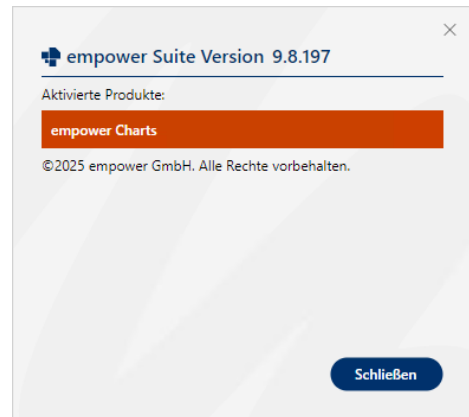 empower Suite Version 9.8.197
Aktivierte Produkte:
empower Charts
©2025 empower GmbH. Alle Rechte vorbehalten.
Schließen